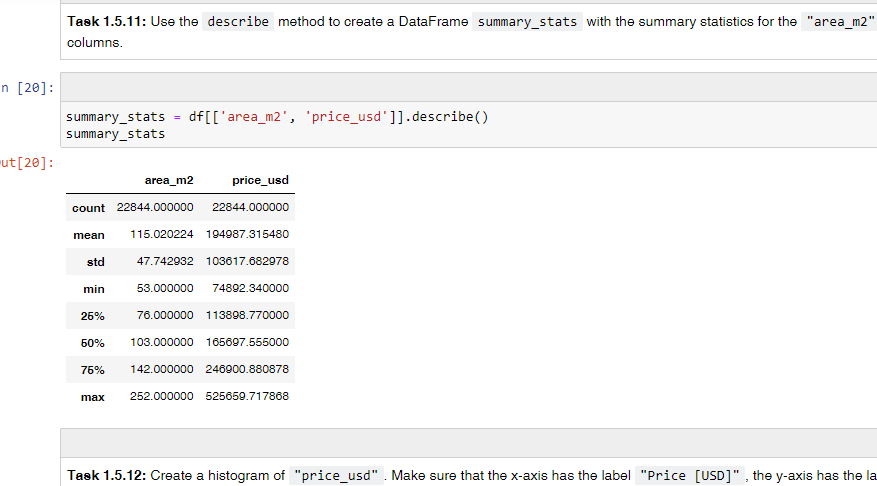 Task 1.5.11: Use the describe method to create a DataFrame summary_stats with the summary statistics for the "area_m2"
columns.
n [20]:
summary_stats = df[['area_m2', 'price_usd']].describe()
summary_stats
ut[20]:
area_m2 price_usd
count 22844.000000 22844.000000
mean 115.020224 194987.315480
std 47.742932 103617.682978
min 53.000000 74892.340000
25% 76.000000 113898.770000
50% 103.000000 165697.555000
75% 142.000000 246900.880878
max 252.000000 525659.717868
Task 1.5.12: Create a histogram of "price_usd" . Make sure that the x-axis has the label "Price [USD]" , the y-axis has the la